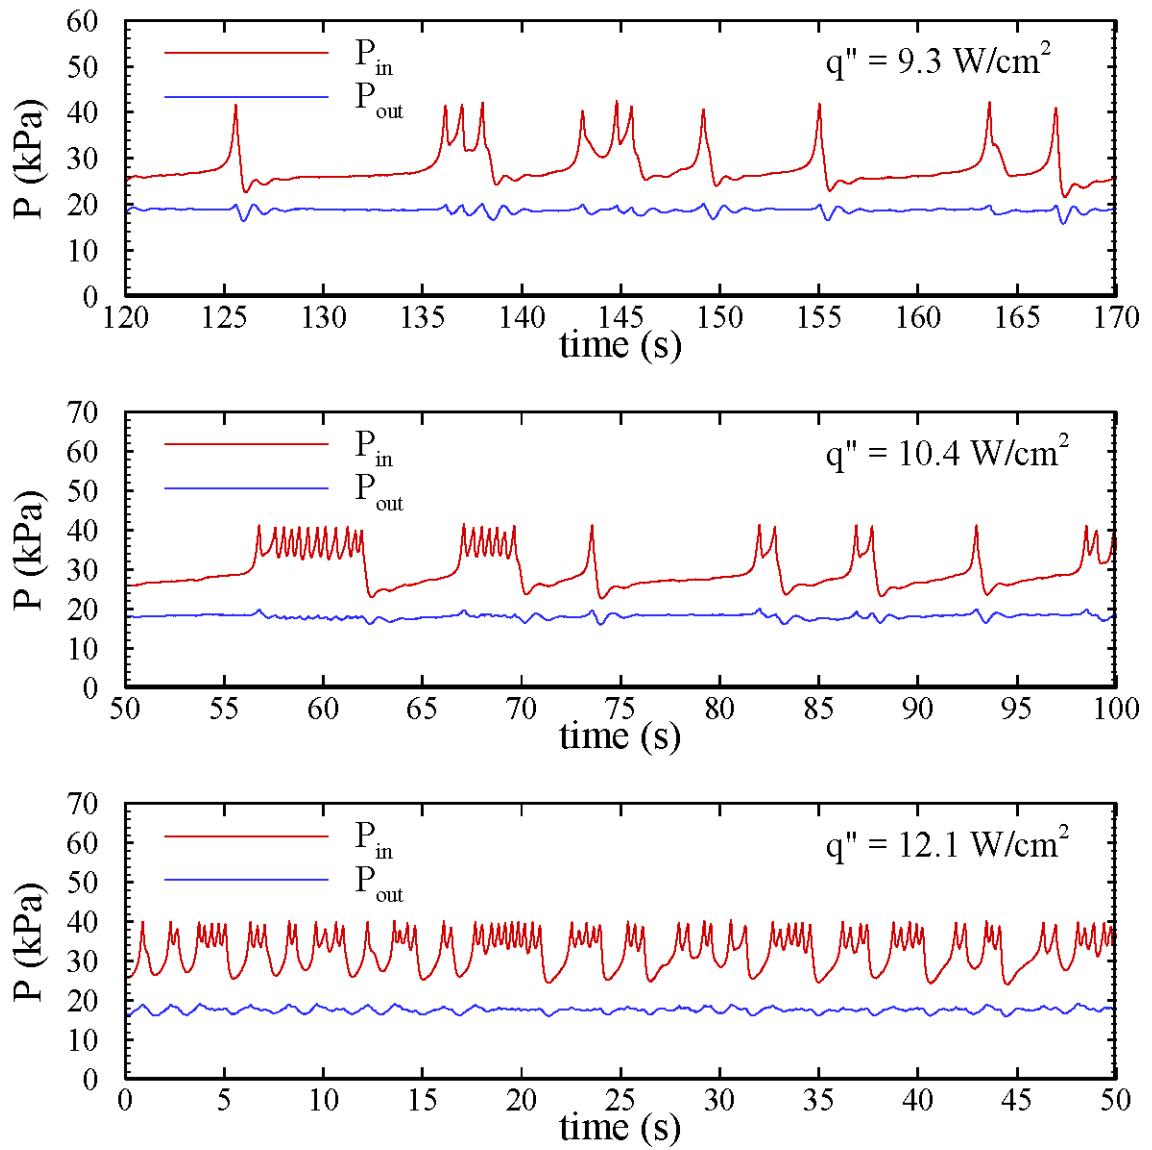 60
50
40
30
20
10
0
P (kPa)
P_in
P_out
q" = 9.3 W/cm²
120 125 130 135 140 145 150 155 160 165 170
time (s)
70
60
50
40
30
20
10
0
P (kPa)
P_in
P_out
q" = 10.4 W/cm²
50 55 60 65 70 75 80 85 90 95 100
time (s)
70
60
50
40
30
20
10
0
P (kPa)
P_in
P_out
q" = 12.1 W/cm²
0 5 10 15 20 25 30 35 40 45 50
time (s)